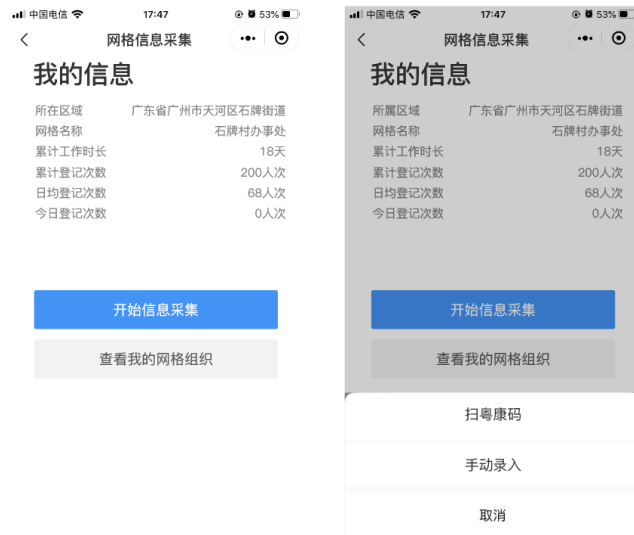 中国电信 17:47 53%
网格信息采集
我的信息
所在区域 广东省广州市天河区石牌街道
网格名称 石牌村办事处
累计工作时长 18天
累计登记次数 200人次
日均登记次数 68人次
今日登记次数 0人次
开始信息采集
查看我的网格组织
中国电信 17:47 53%
网格信息采集
我的信息
所属区域 广东省广州市天河区石牌街道
网格名称 石牌村办事处
累计工作时长 18天
累计登记次数 200人次
日均登记次数 68人次
今日登记次数 0人次
开始信息采集
查看我的网格组织
扫粤康码
手动录入
取消